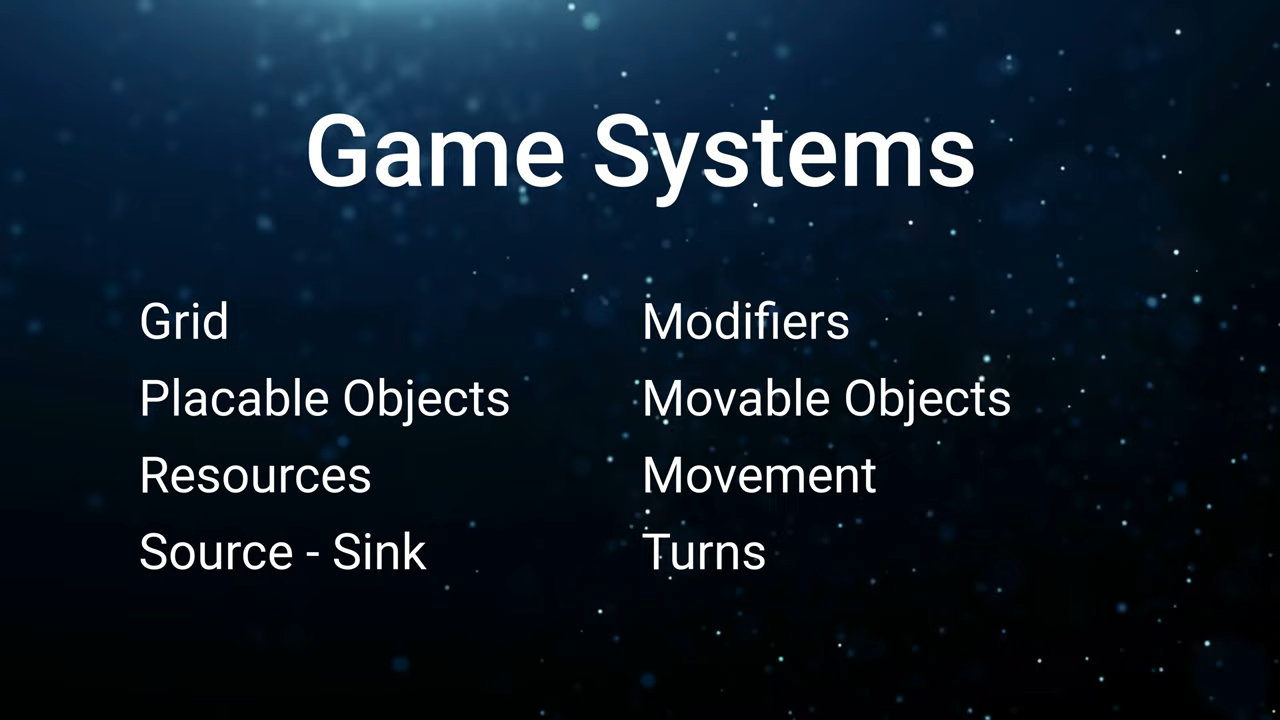 Game Systems
Grid
Placable Objects
Resources
Source - Sink
Modifiers
Movable Objects
Movement
Turns